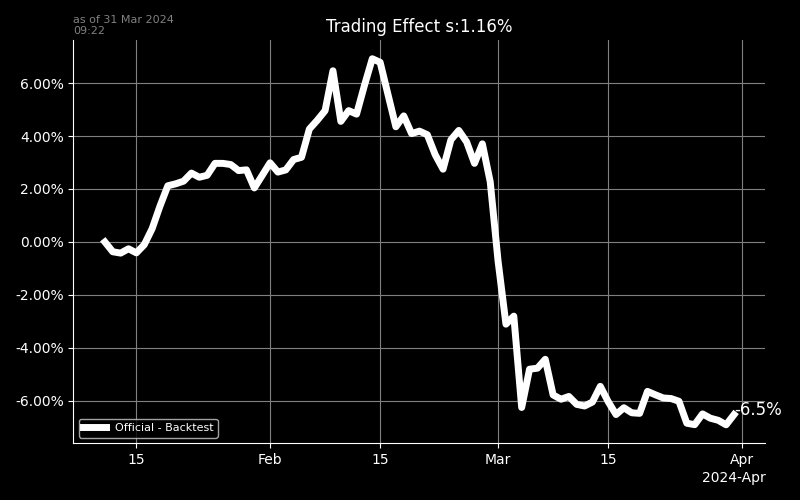 as of 31 Mar 2024
09:22
Trading Effect s:1.16%
6.00%
4.00%
2.00%
0.00%
-2.00%
-4.00%
-6.00%
-6.5%
Official - Backtest
15
Feb
15
Mar
15
Apr
2024-Apr